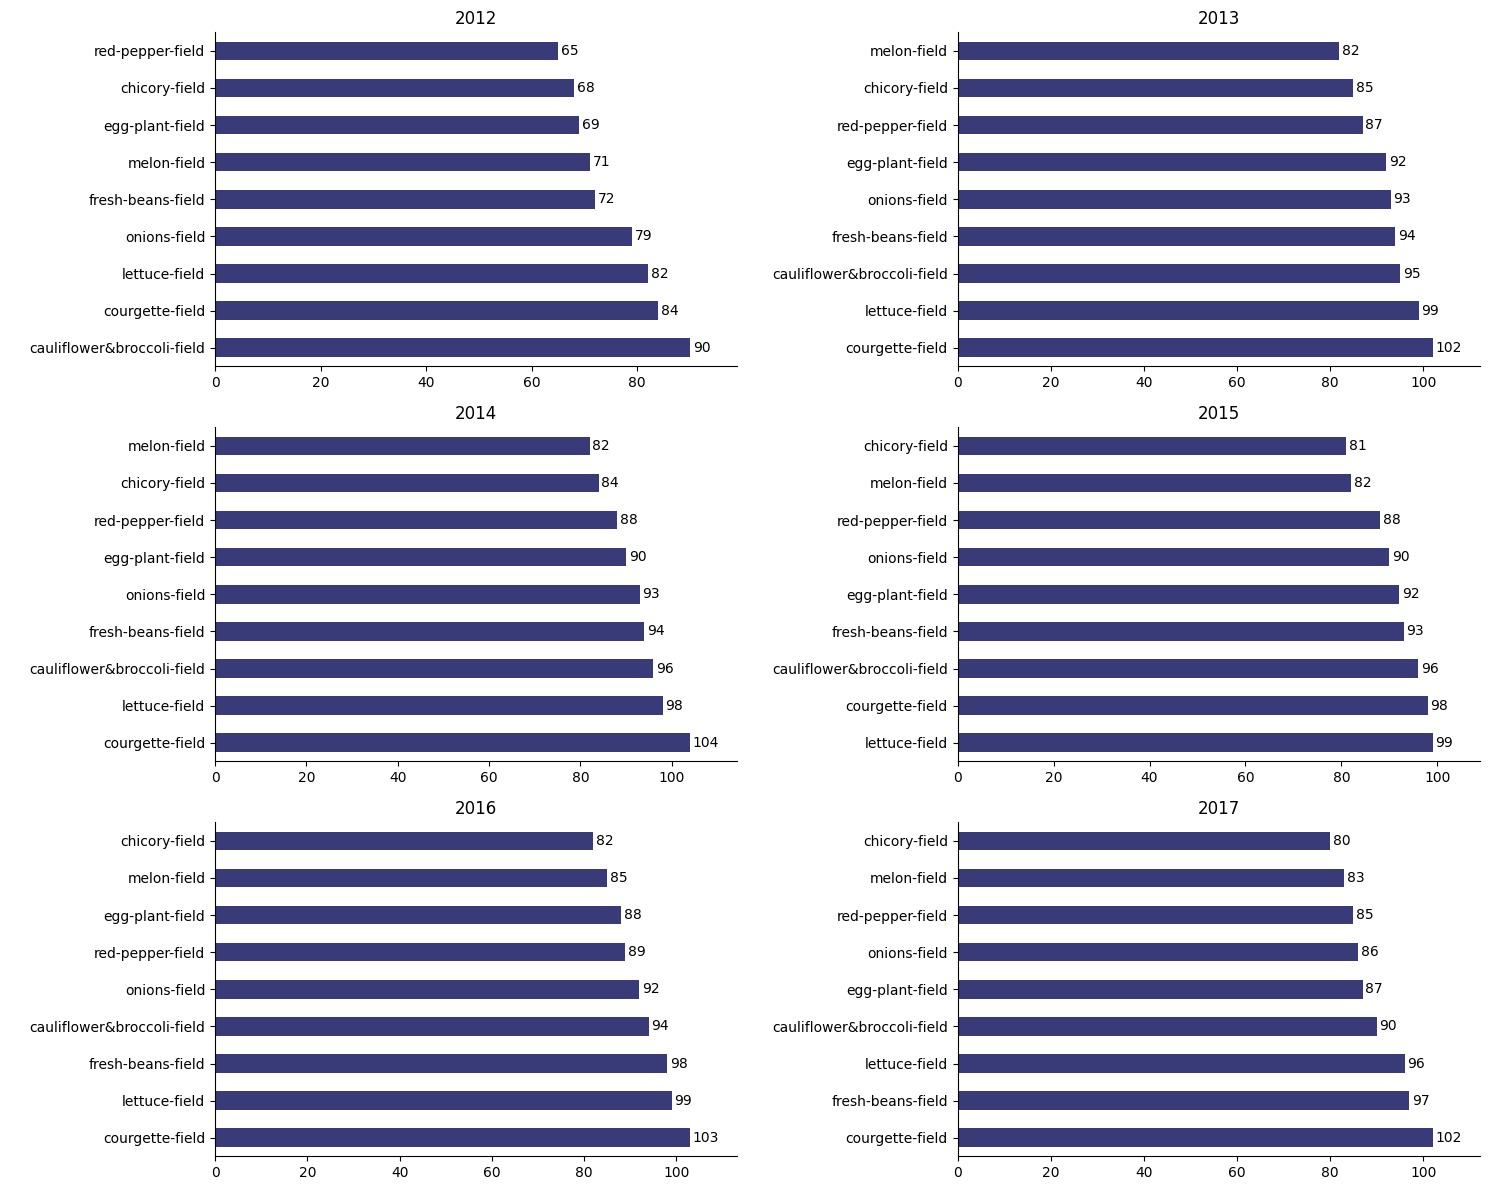 2012
red-pepper-field 65
chicory-field 68
egg-plant-field 69
melon-field 71
fresh-beans-field 72
onions-field 79
lettuce-field 82
courgette-field 84
cauliflower&broccoli-field 90
0 20 40 60 80
2013
melon-field 82
chicory-field 85
red-pepper-field 87
egg-plant-field 92
onions-field 93
fresh-beans-field 94
cauliflower&broccoli-field 95
lettuce-field 99
courgette-field 102
0 20 40 60 80 100
2014
melon-field 82
chicory-field 84
red-pepper-field 88
egg-plant-field 90
onions-field 93
fresh-beans-field 94
cauliflower&broccoli-field 96
lettuce-field 98
courgette-field 104
0 20 40 60 80 100
2015
chicory-field 81
melon-field 82
red-pepper-field 88
onions-field 90
egg-plant-field 92
fresh-beans-field 93
cauliflower&broccoli-field 96
courgette-field 98
lettuce-field 99
0 20 40 60 80 100
2016
chicory-field 82
melon-field 85
egg-plant-field 88
red-pepper-field 89
onions-field 92
cauliflower&broccoli-field 94
fresh-beans-field 98
lettuce-field 99
courgette-field 103
0 20 40 60 80 100
2017
chicory-field 80
melon-field 83
red-pepper-field 85
onions-field 86
egg-plant-field 87
cauliflower&broccoli-field 90
lettuce-field 96
fresh-beans-field 97
courgette-field 102
0 20 40 60 80 100